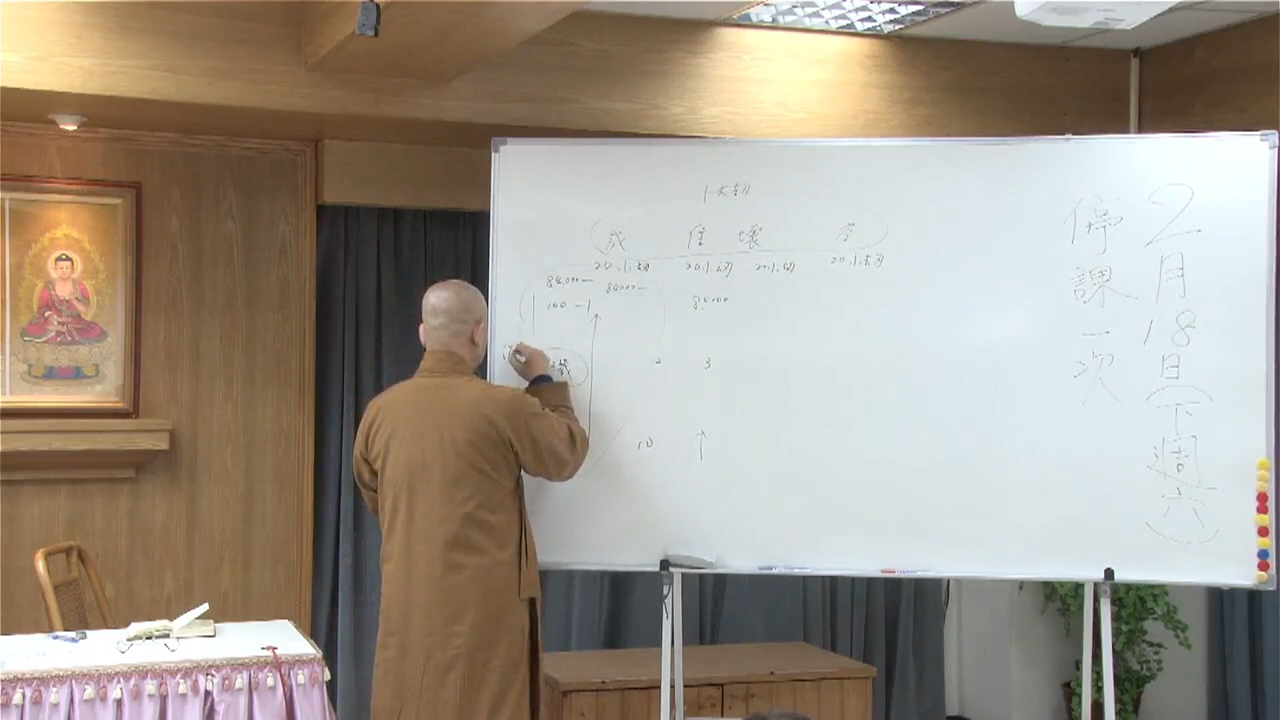 1大劫
成 住 壞 空
20小劫 20小劫 20小劫 20小劫
84000 84000
100 - 1 84000
歲 2 3
10
2月18日(下週六)
停課一次